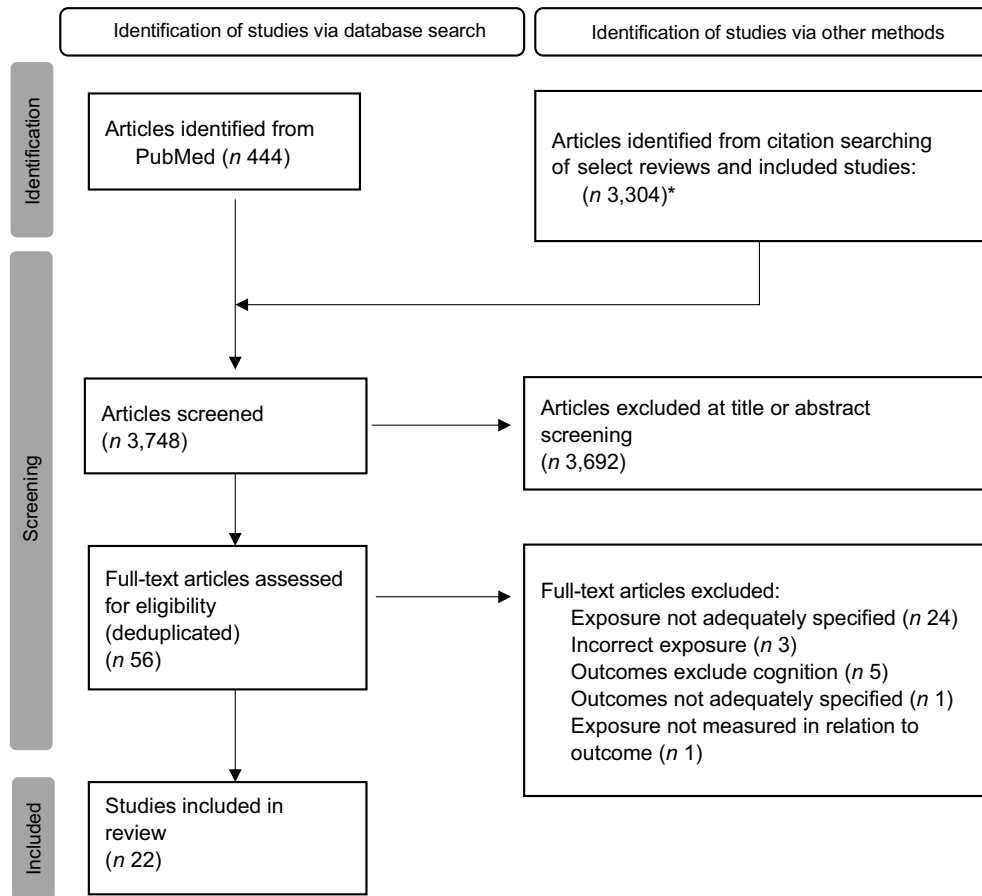 Identification of studies via database search
Identification of studies via other methods
Identification
Articles identified from
PubMed (n 444)
Articles identified from citation searching
of select reviews and included studies:
(n 3,304)*
Screening
Articles screened
(n 3,748)
Articles excluded at title or abstract
screening
(n 3,692)
Full-text articles assessed
for eligibility
(deduplicated)
(n 56)
Full-text articles excluded:
Exposure not adequately specified (n 24)
Incorrect exposure (n 3)
Outcomes exclude cognition (n 5)
Outcomes not adequately specified (n 1)
Exposure not measured in relation to
outcome (n 1)
Included
Studies included in
review
(n 22)